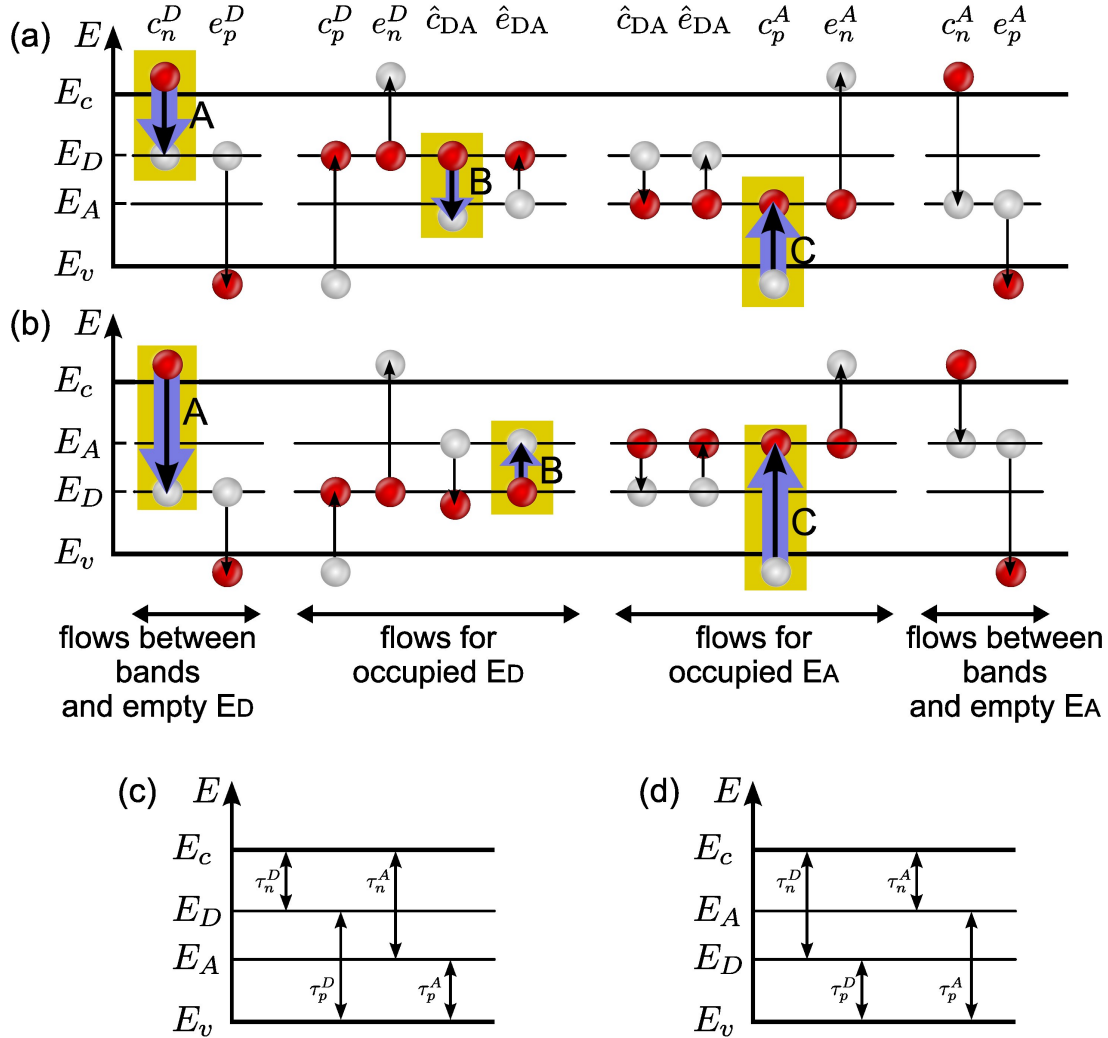 (a) E c_n^D e_p^D c_p^D e_n^D ĉ_DA ê_DA ĉ_DA ê_DA c_p^A e_n^A c_n^A e_p^A
E_c
A
E_D
B
E_A
C
E_v
(b) E
E_c
A
E_A
B
E_D
C
E_v
flows between
bands
and empty ED
flows for
occupied ED
flows for
occupied EA
flows between
bands
and empty EA
(c) E
E_c
τ_n^D τ_n^A
E_D
E_A
τ_p^D τ_p^A
E_v
(d) E
E_c
τ_n^D τ_n^A
E_A
E_D
τ_p^D τ_p^A
E_v